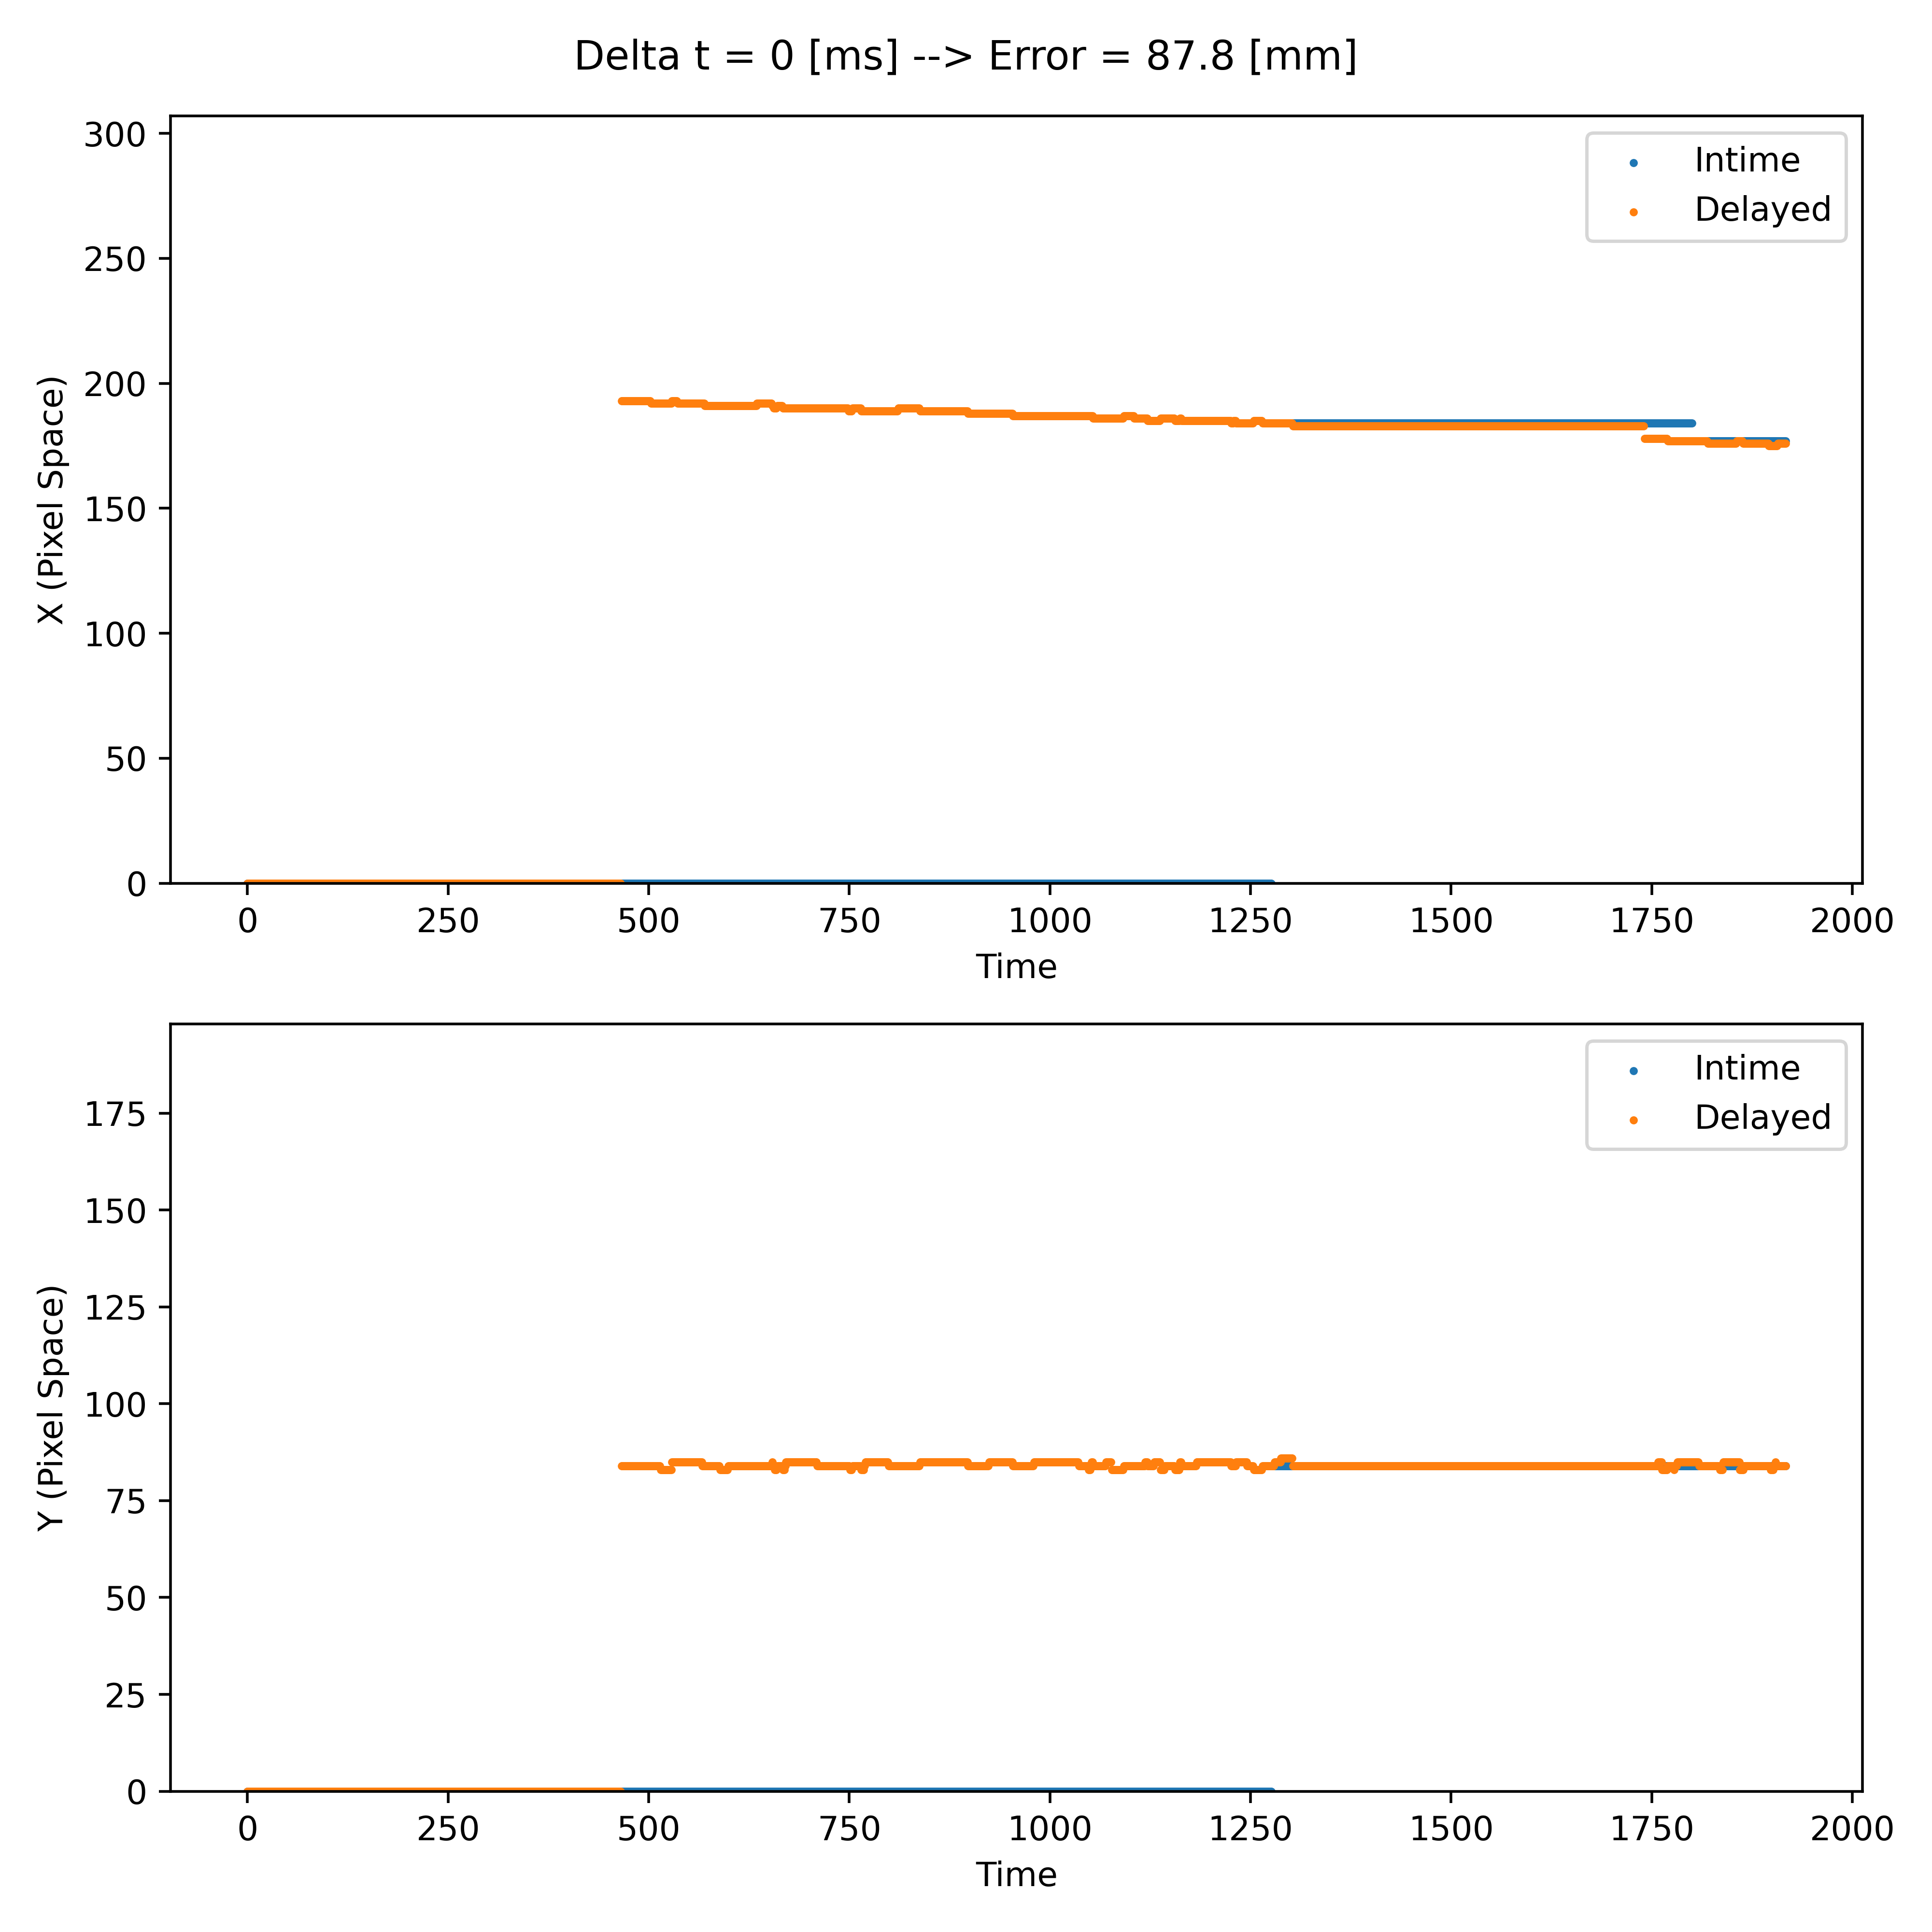 Delta t = 0 [ms] --> Error = 87.8 [mm]
300
250
200
150
100
50
0
X (Pixel Space)
Intime
Delayed
0 250 500 750 1000 1250 1500 1750 2000
Time
175
150
125
100
75
50
25
0
Y (Pixel Space)
Intime
Delayed
0 250 500 750 1000 1250 1500 1750 2000
Time